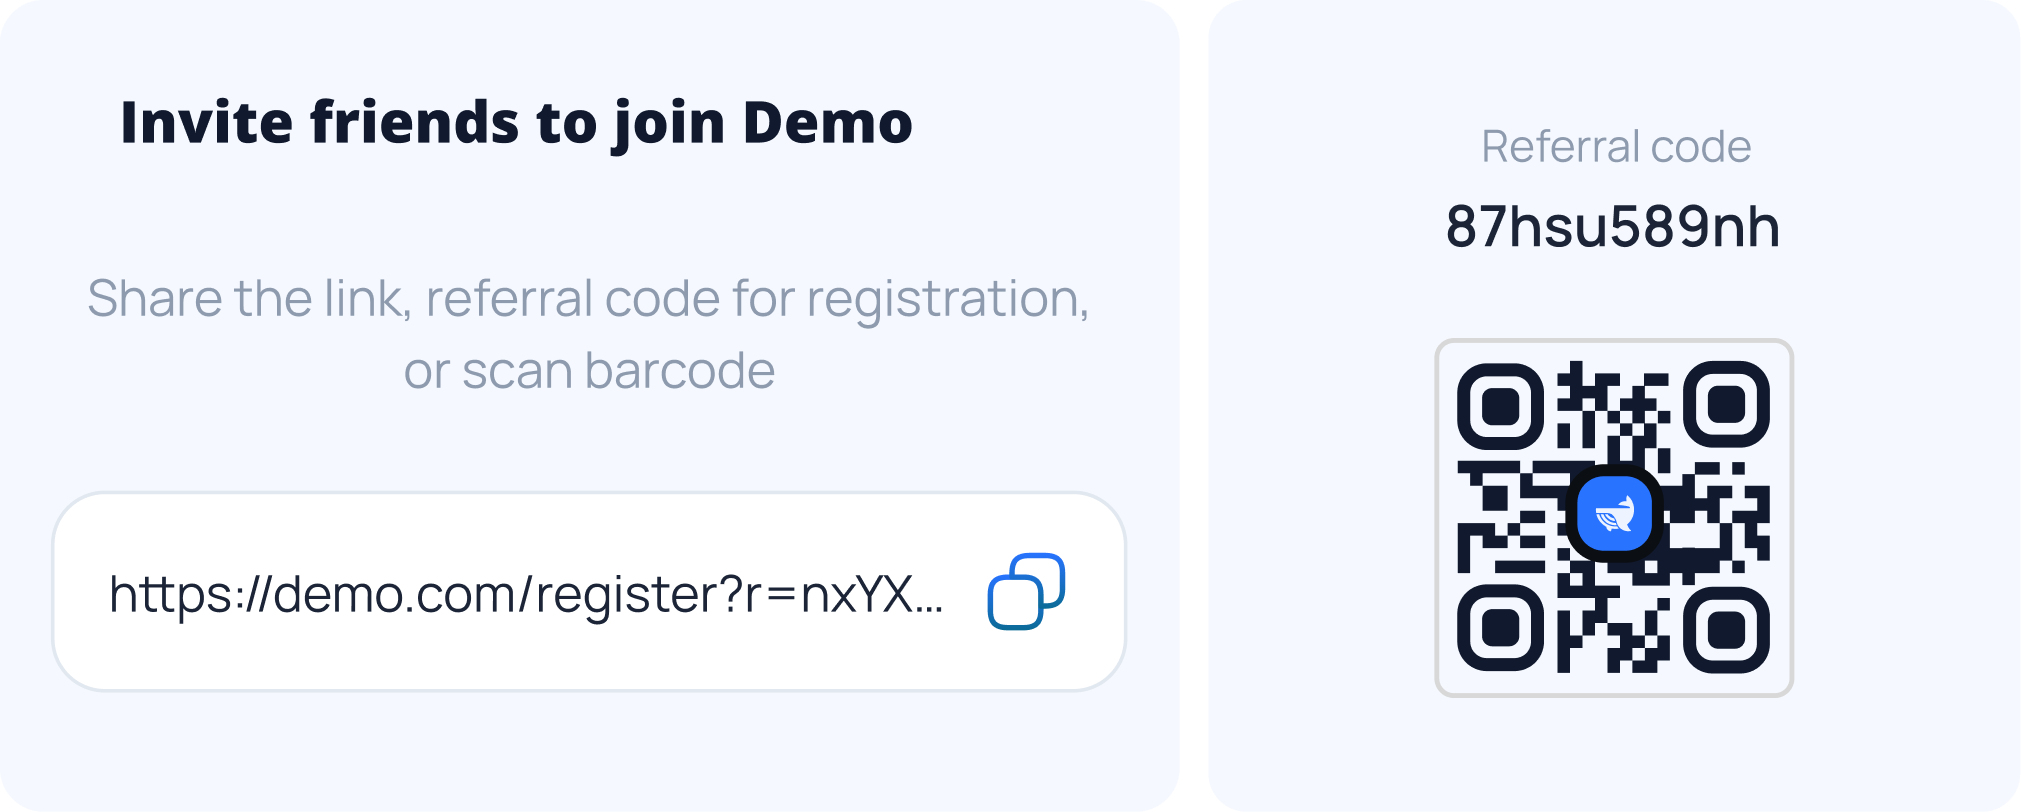 Invite friends to join Demo
Share the link, referral code for registration,
or scan barcode
https://demo.com/register?r=nxYX...
Referral code
87hsu589nh